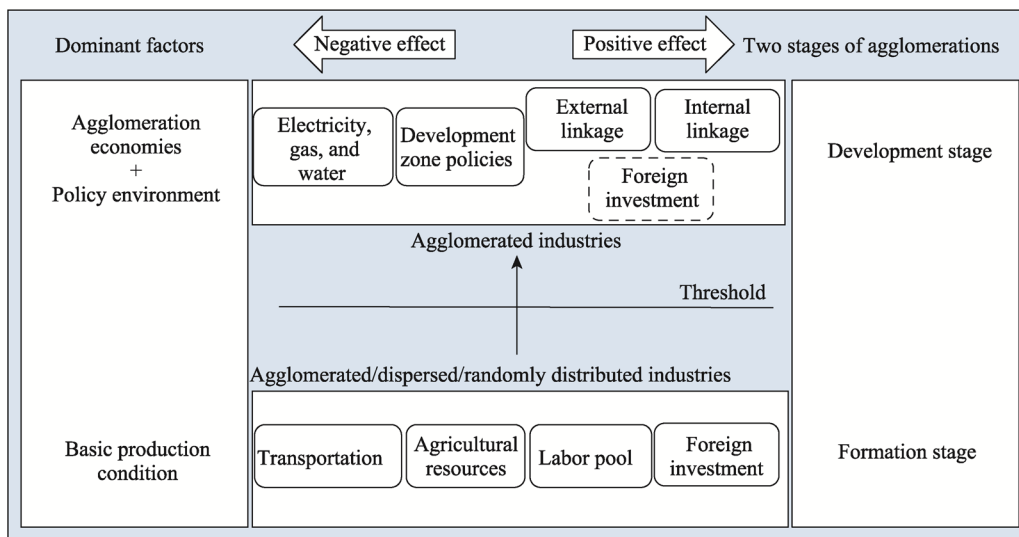 Dominant factors
Negative effect
Positive effect
Two stages of agglomerations
Agglomeration
economies
+
Policy environment
Electricity,
gas, and
water
Development
zone policies
External
linkage
Internal
linkage
Foreign
investment
Development stage
Agglomerated industries
Threshold
Agglomerated/dispersed/randomly distributed industries
Basic production
condition
Transportation
Agricultural
resources
Labor pool
Foreign
investment
Formation stage